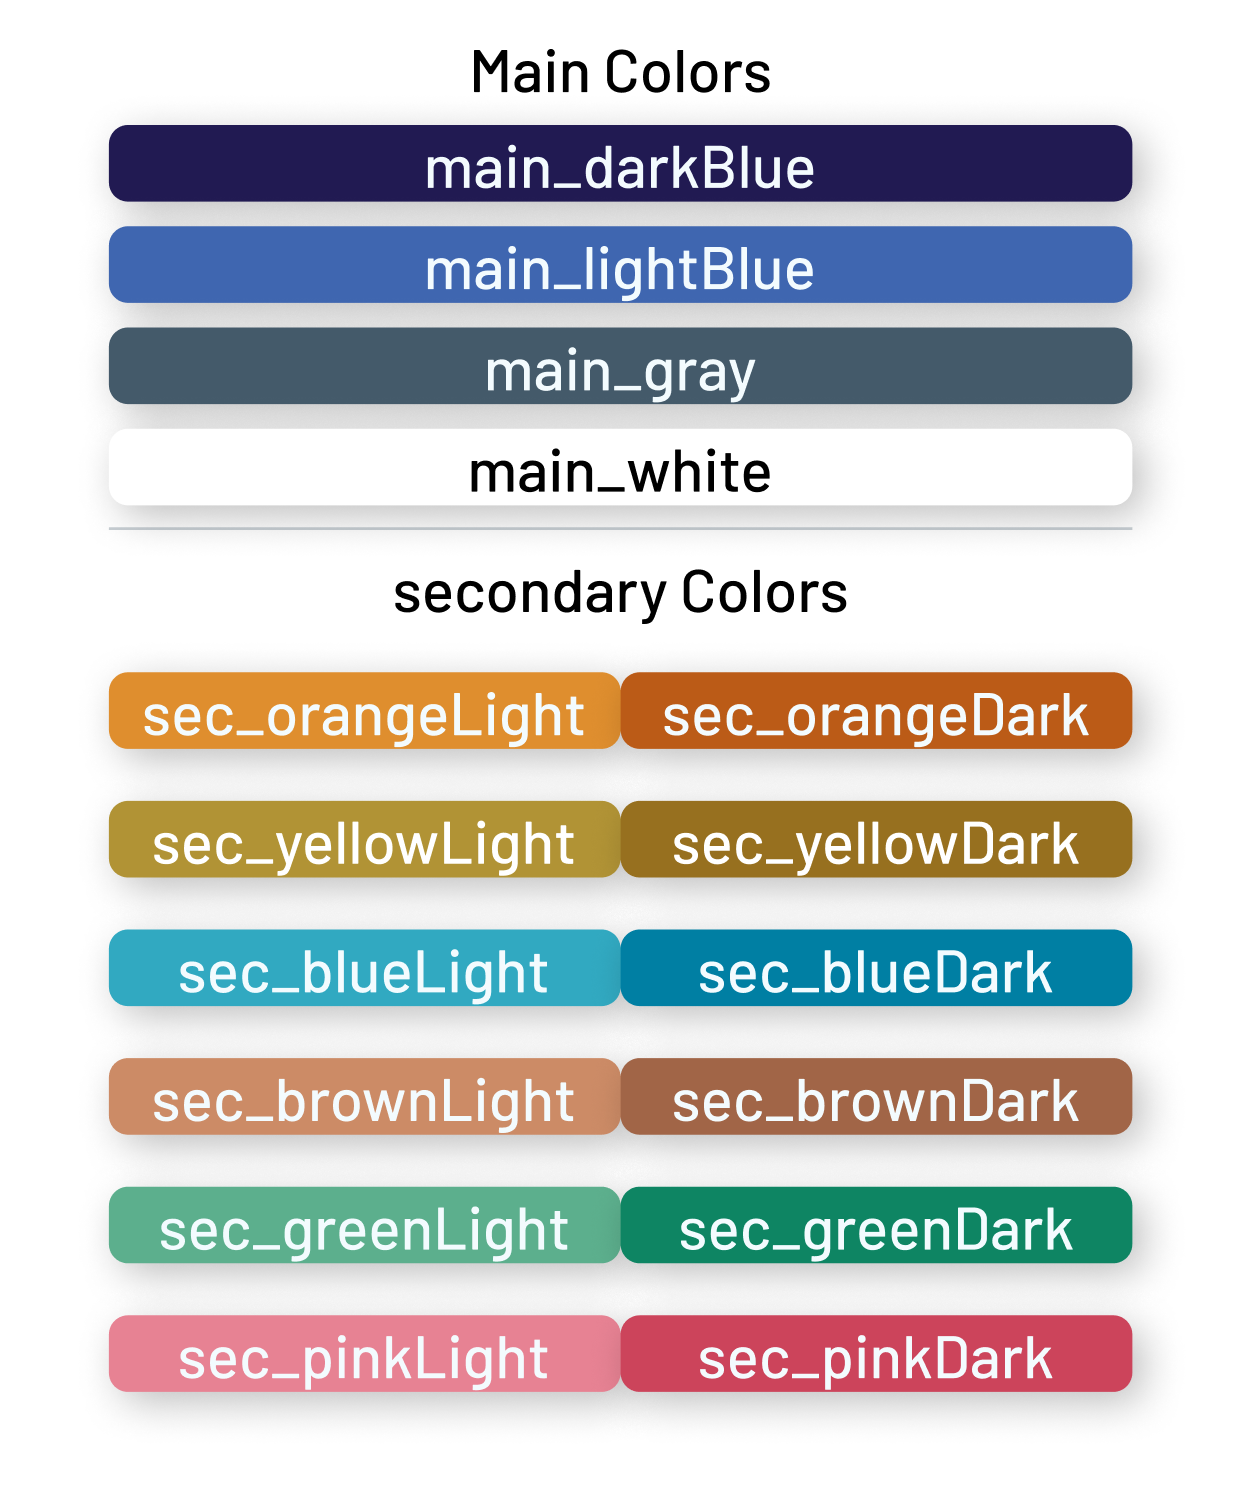 Main Colors
main_darkBlue
main_lightBlue
main_gray
main_white
secondary Colors
sec_orangeLight sec_orangeDark
sec_yellowLight sec_yellowDark
sec_blueLight sec_blueDark
sec_brownLight sec_brownDark
sec_greenLight sec_greenDark
sec_pinkLight sec_pinkDark